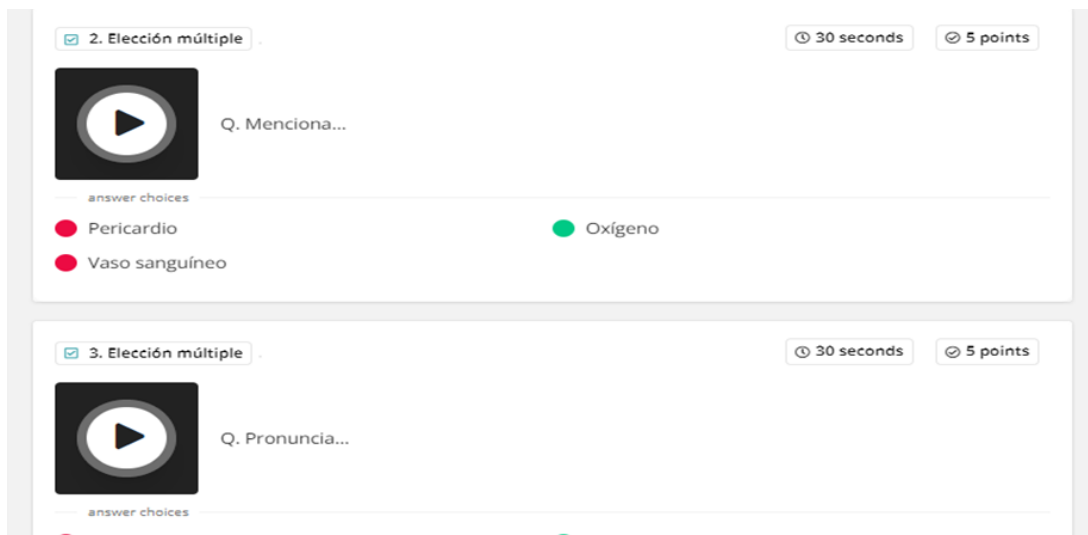 2. Elección múltiple
30 seconds
5 points
Q. Menciona...
answer choices
Pericardio
Oxígeno
Vaso sanguíneo
3. Elección múltiple
30 seconds
5 points
Q. Pronuncia...
answer choices